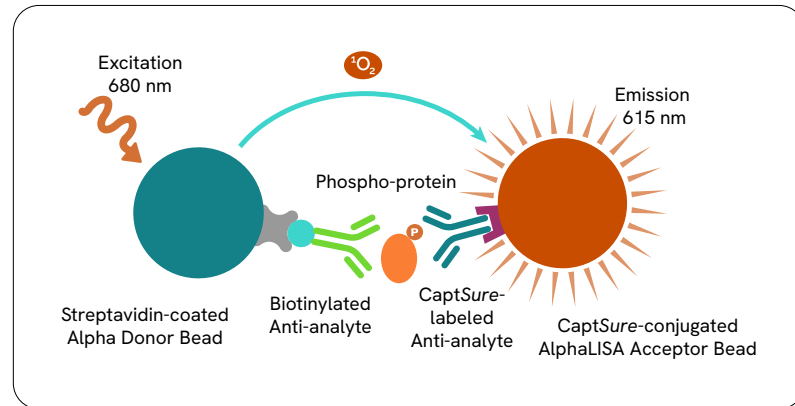 Excitation
680 nm
¹O₂
Emission
615 nm
Phospho-protein
P
Streptavidin-coated
Alpha Donor Bead
Biotinylated
Anti-analyte
CaptSure-
labeled
Anti-analyte
CaptSure-conjugated
AlphaLISA Acceptor Bead